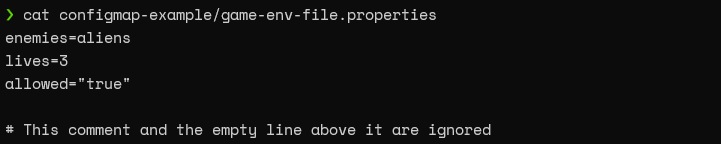 ❯ cat configmap-example/game-env-file.properties
enemies=aliens
lives=3
allowed="true"

# This comment and the empty line above it are ignored